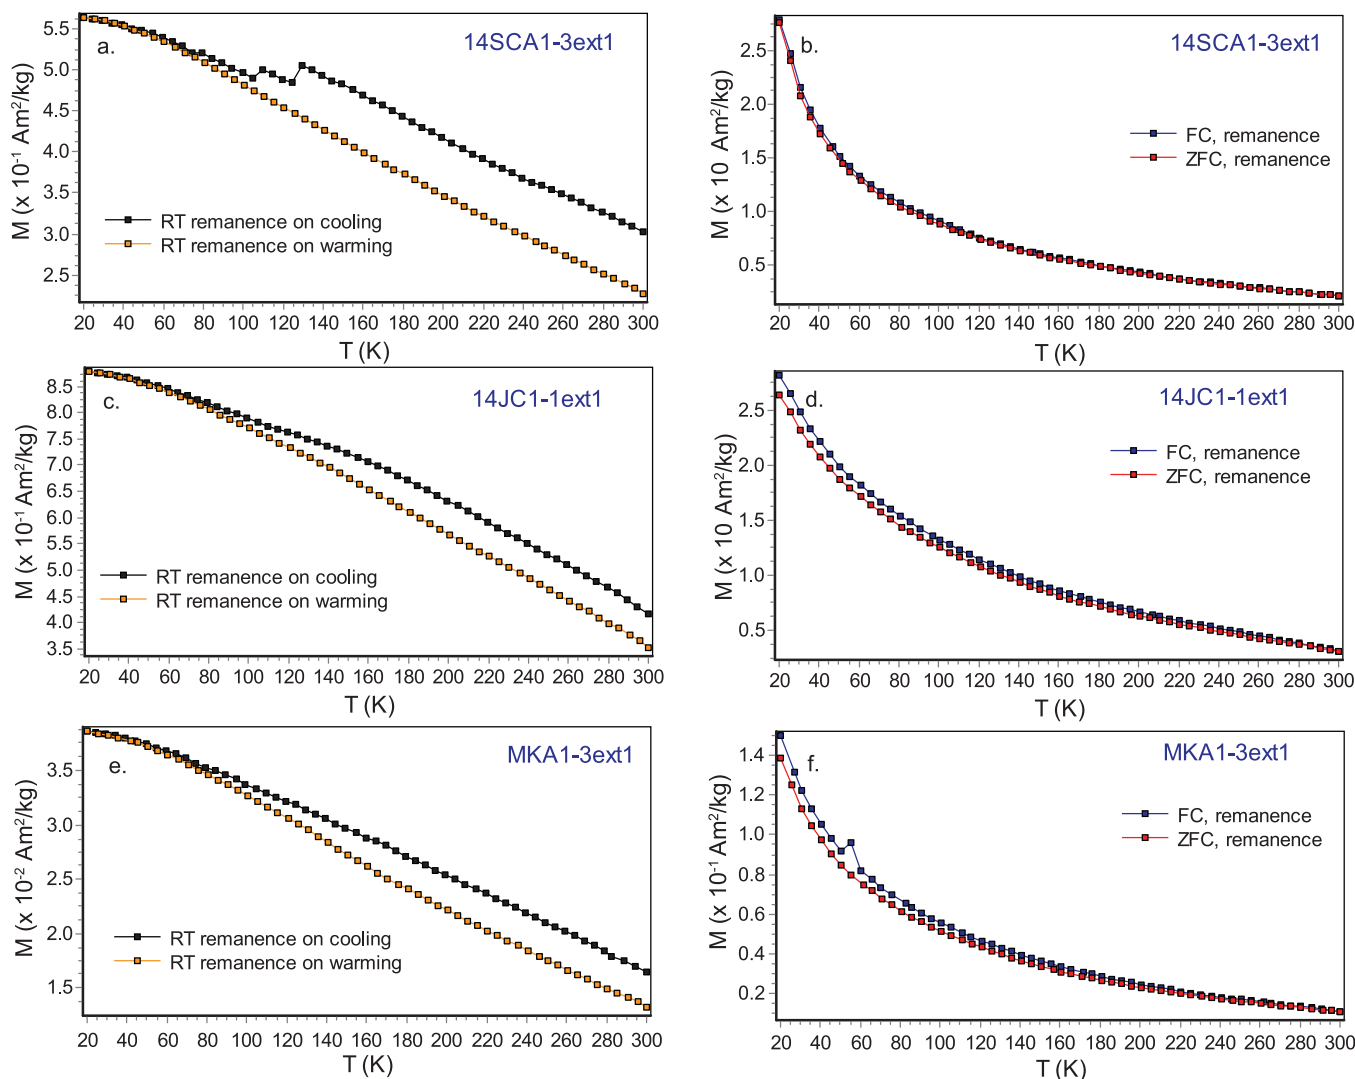 a.
14SCA1-3ext1
M (x 10⁻¹ Am²/kg)
5.5
5.0
4.5
4.0
3.5
3.0
2.5
RT remanence on cooling
RT remanence on warming
20 40 60 80 100 120 140 160 180 200 220 240 260 280 300
T (K)
b.
14SCA1-3ext1
M (x 10 Am²/kg)
2.5
2.0
1.5
1.0
0.5
FC, remanence
ZFC, remanence
20 40 60 80 100 120 140 160 180 200 220 240 260 280 300
T (K)
c.
14JC1-1ext1
M (x 10⁻¹ Am²/kg)
8.5
8.0
7.5
7.0
6.5
6.0
5.5
5.0
4.5
4.0
3.5
RT remanence on cooling
RT remanence on warming
20 40 60 80 100 120 140 160 180 200 220 240 260 280 300
T (K)
d.
14JC1-1ext1
M (x 10 Am²/kg)
2.5
2.0
1.5
1.0
0.5
FC, remanence
ZFC, remanence
20 40 60 80 100 120 140 160 180 200 220 240 260 280 300
T (K)
e.
MKA1-3ext1
M (x 10⁻² Am²/kg)
3.5
3.0
2.5
2.0
1.5
RT remanence on cooling
RT remanence on warming
20 40 60 80 100 120 140 160 180 200 220 240 260 280 300
T (K)
f.
MKA1-3ext1
M (x 10⁻¹ Am²/kg)
1.4
1.2
1.0
0.8
0.6
0.4
0.2
FC, remanence
ZFC, remanence
20 40 60 80 100 120 140 160 180 200 220 240 260 280 300
T (K)